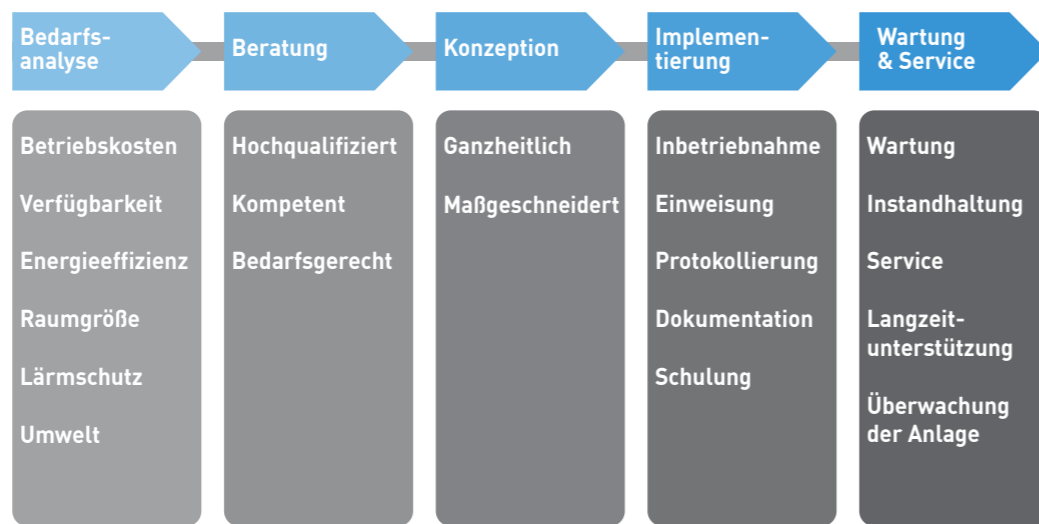 Bedarfs-
analyse
Beratung
Konzeption
Implemen-
tierung
Wartung
& Service
Betriebskosten
Verfügbarkeit
Energieeffizienz
Raumgröße
Lärmschutz
Umwelt
Hochqualifiziert
Kompetent
Bedarfsgerecht
Ganzheitlich
Maßgeschneidert
Inbetriebnahme
Einweisung
Protokollierung
Dokumentation
Schulung
Wartung
Instandhaltung
Service
Langzeit-
unterstützung
Überwachung
der Anlage